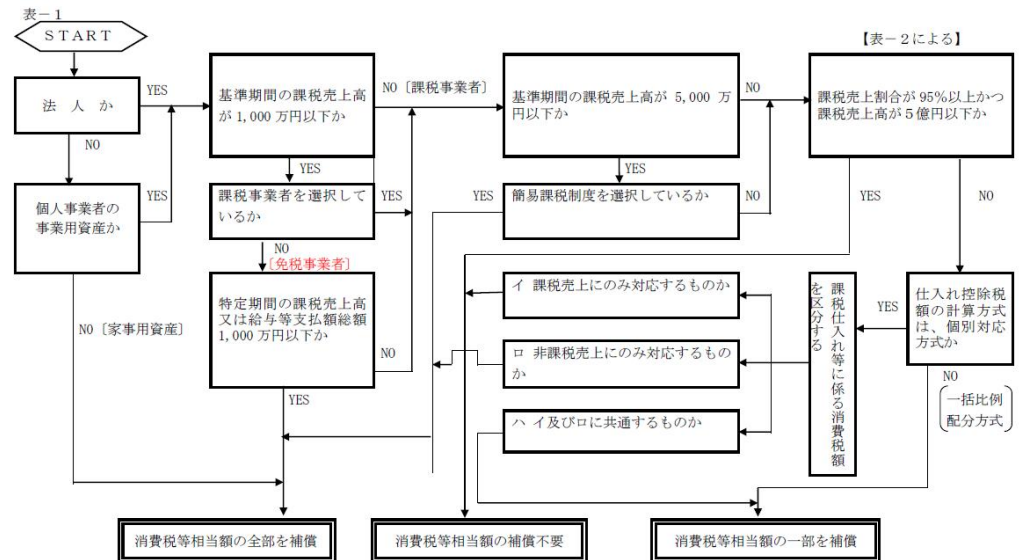 表－1
START
【表－2による】
法 人 か
YES
NO
基準期間の課税売上高
が 1,000 万円以下か
NO〔課税事業者〕
YES
基準期間の課税売上高が 5,000 万
円以下か
NO
YES
課税売上割合が 95％以上かつ
課税売上高が５億円以下か
YES
NO
個人事業者の
事業用資産か
YES
NO〔家事用資産〕
課税事業者を選択して
いるか
YES
NO
〔免税事業者〕
簡易課税制度を選択しているか
YES
NO
特定期間の課税売上高
又は給与等支払額総額
1,000 万円以下か
NO
YES
イ 課税売上にのみ対応するものか
ロ 非課税売上にのみ対応するもの
か
ハ イ及びロに共通するものか
課税仕入れ等に係る消費税額
を区分する
YES
仕入れ控除税
額の計算方式
は、個別対応
方式か
NO
一括比例
配分方式
消費税等相当額の全部を補償
消費税等相当額の補償不要
消費税等相当額の一部を補償